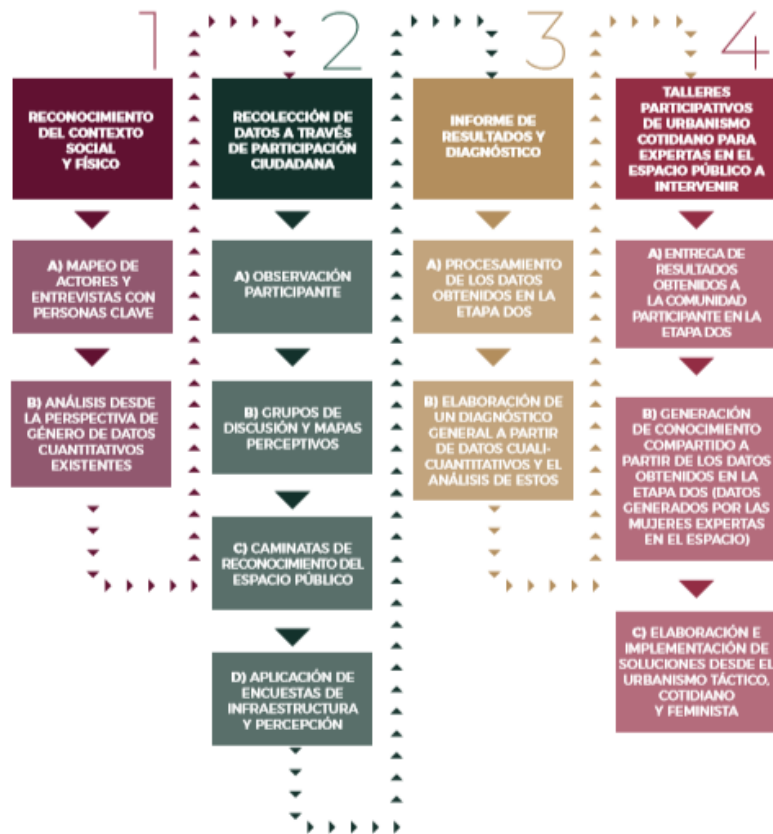 1
RECONOCIMIENTO
DEL CONTEXTO
SOCIAL
Y FÍSICO
A) MAPEO DE
ACTORES Y
ENTREVISTAS CON
PERSONAS CLAVE
B) ANÁLISIS DESDE
LA PERSPECTIVA DE
GÉNERO DE DATOS
CUANTITATIVOS
EXISTENTES
2
RECOLECCIÓN DE
DATOS A TRAVÉS
DE PARTICIPACIÓN
CIUDADANA
A) OBSERVACIÓN
PARTICIPANTE
B) GRUPOS DE
DISCUSIÓN Y MAPAS
PERCEPTIVOS
C) CAMINATAS DE
RECONOCIMIENTO DEL
ESPACIO PÚBLICO
D) APLICACIÓN DE
ENCUESTAS DE
INFRAESTRUCTURA
Y PERCEPCIÓN
3
INFORME DE
RESULTADOS Y
DIAGNÓSTICO
A) PROCESAMIENTO
DE LOS DATOS
OBTENIDOS EN LA
ETAPA DOS
B) ELABORACIÓN DE
UN DIAGNÓSTICO
GENERAL A PARTIR
DE DATOS CUALI-
CUANTITATIVOS Y EL
ANÁLISIS DE ESTOS
4
TALLERES
PARTICIPATIVOS
DE URBANISMO
COTIDIANO PARA
EXPERTAS EN EL
ESPACIO PÚBLICO A
INTERVENIR
A) ENTREGA DE
RESULTADOS
OBTENIDOS A
LA COMUNIDAD
PARTICIPANTE EN LA
ETAPA DOS
B) GENERACIÓN
DE CONOCIMIENTO
COMPARTIDO A
PARTIR DE LOS DATOS
OBTENIDOS EN LA
ETAPA DOS (DATOS
GENERADOS POR LAS
MUJERES EXPERTAS
EN EL ESPACIO)
C) ELABORACIÓN E
IMPLEMENTACIÓN DE
SOLUCIONES DESDE EL
URBANISMO TÁCTICO,
COTIDIANO
Y FEMINISTA